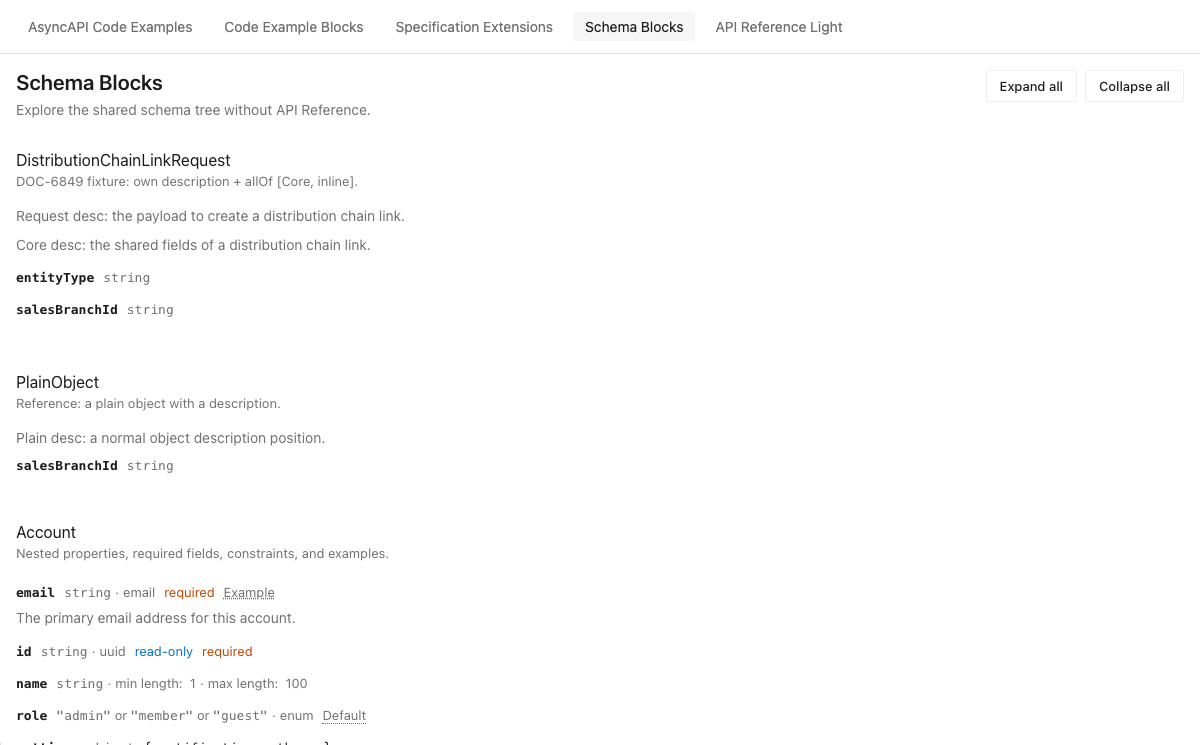 AsyncAPI Code Examples Code Example Blocks Specification Extensions Schema Blocks API Reference Light
Schema Blocks
Expand all Collapse all
Explore the shared schema tree without API Reference.
DistributionChainLinkRequest
DOC-6849 fixture: own description + allOf [Core, inline].
Request desc: the payload to create a distribution chain link.
Core desc: the shared fields of a distribution chain link.
entityType string
salesBranchId string
PlainObject
Reference: a plain object with a description.
Plain desc: a normal object description position.
salesBranchId string
Account
Nested properties, required fields, constraints, and examples.
email string · email required Example
The primary email address for this account.
id string · uuid read-only required
name string · min length: 1 · max length: 100
role "admin" or "member" or "guest" · enum Default